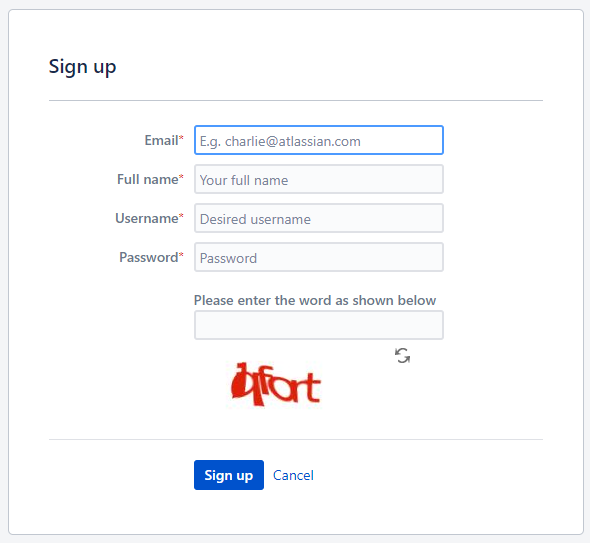 Sign up
Email*
E.g. charlie@atlassian.com
Full name*
Your full name
Username*
Desired username
Password*
Password
Please enter the word as shown below
Sign up Cancel